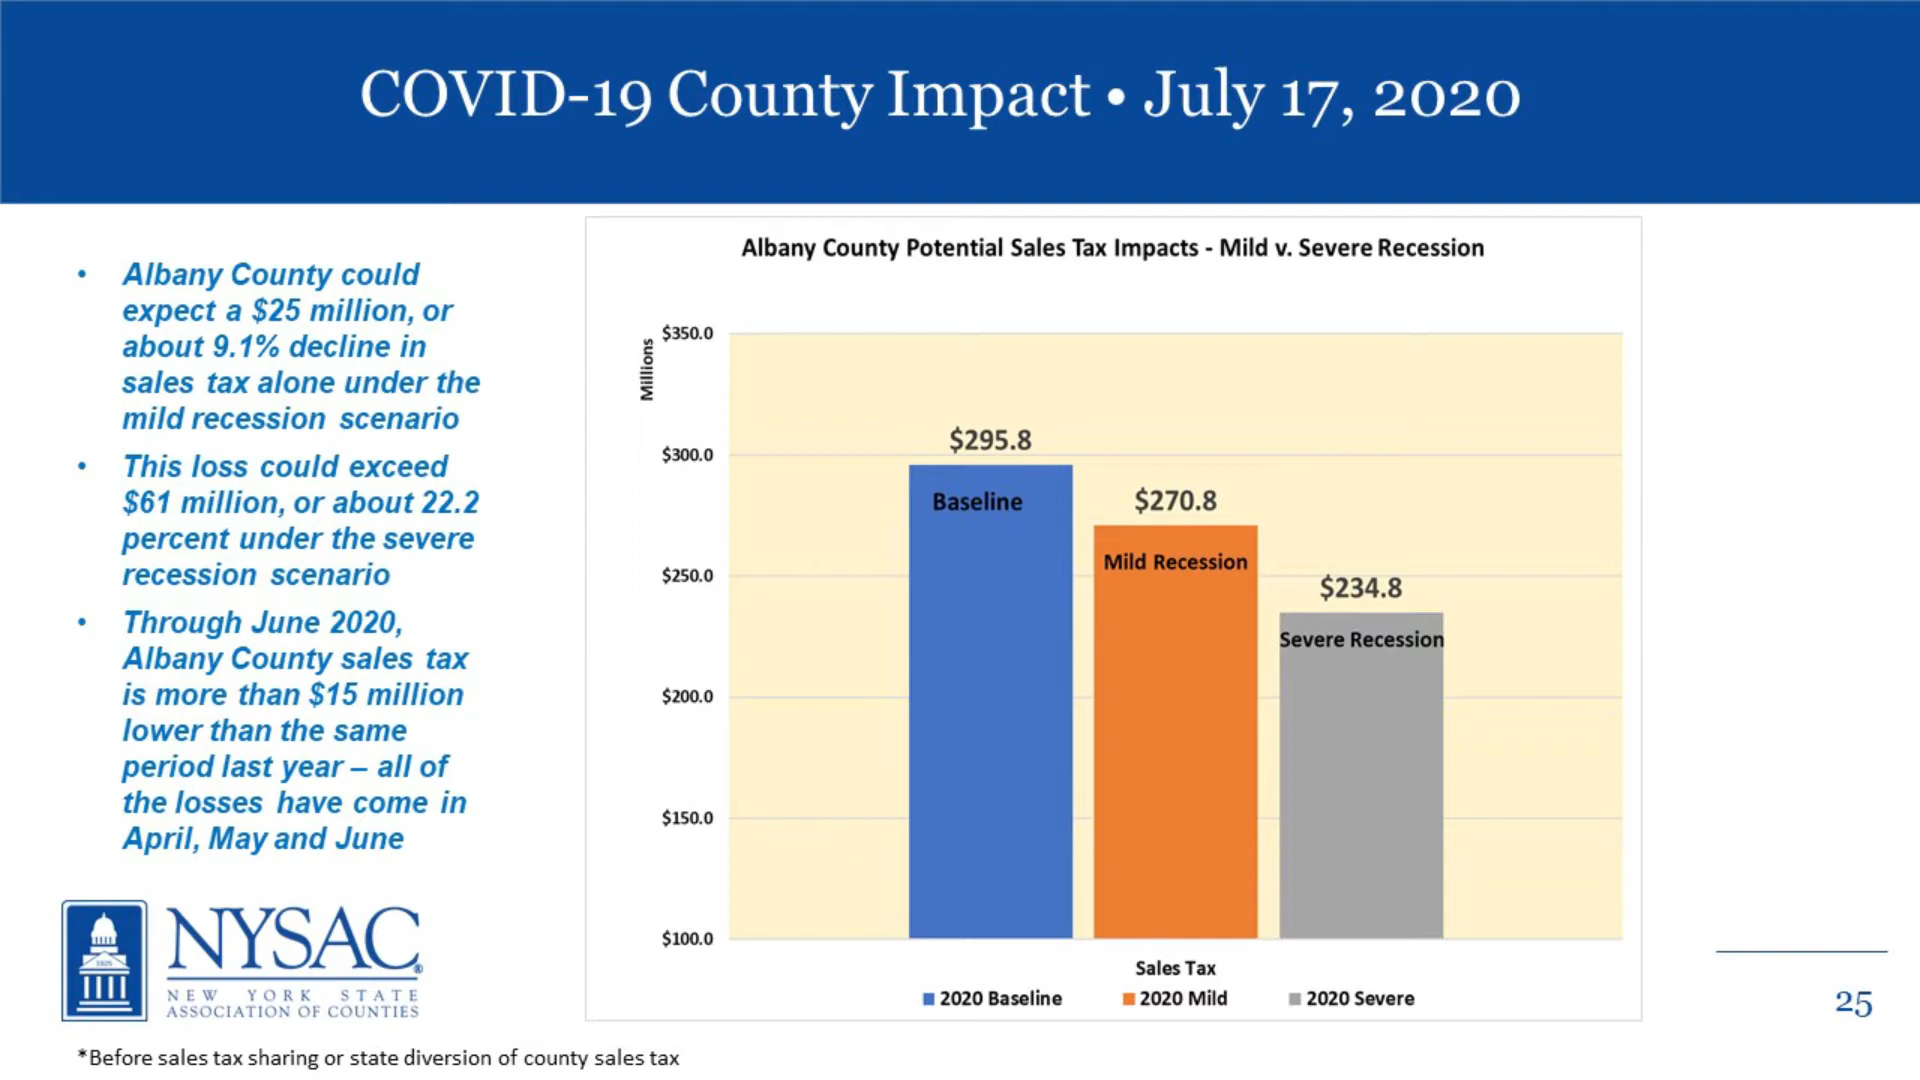 COVID-19 County Impact • July 17, 2020
• Albany County could
expect a $25 million, or
about 9.1% decline in
sales tax alone under the
mild recession scenario
• This loss could exceed
$61 million, or about 22.2
percent under the severe
recession scenario
• Through June 2020,
Albany County sales tax
is more than $15 million
lower than the same
period last year – all of
the losses have come in
April, May and June
Albany County Potential Sales Tax Impacts - Mild v. Severe Recession
Millions
$350.0
$300.0
$250.0
$200.0
$150.0
$100.0
$295.8
Baseline
$270.8
Mild Recession
$234.8
Severe Recession
Sales Tax
2020 Baseline
2020 Mild
2020 Severe
1925
NYSAC®
NEW YORK STATE
ASSOCIATION OF COUNTIES
25
*Before sales tax sharing or state diversion of county sales tax